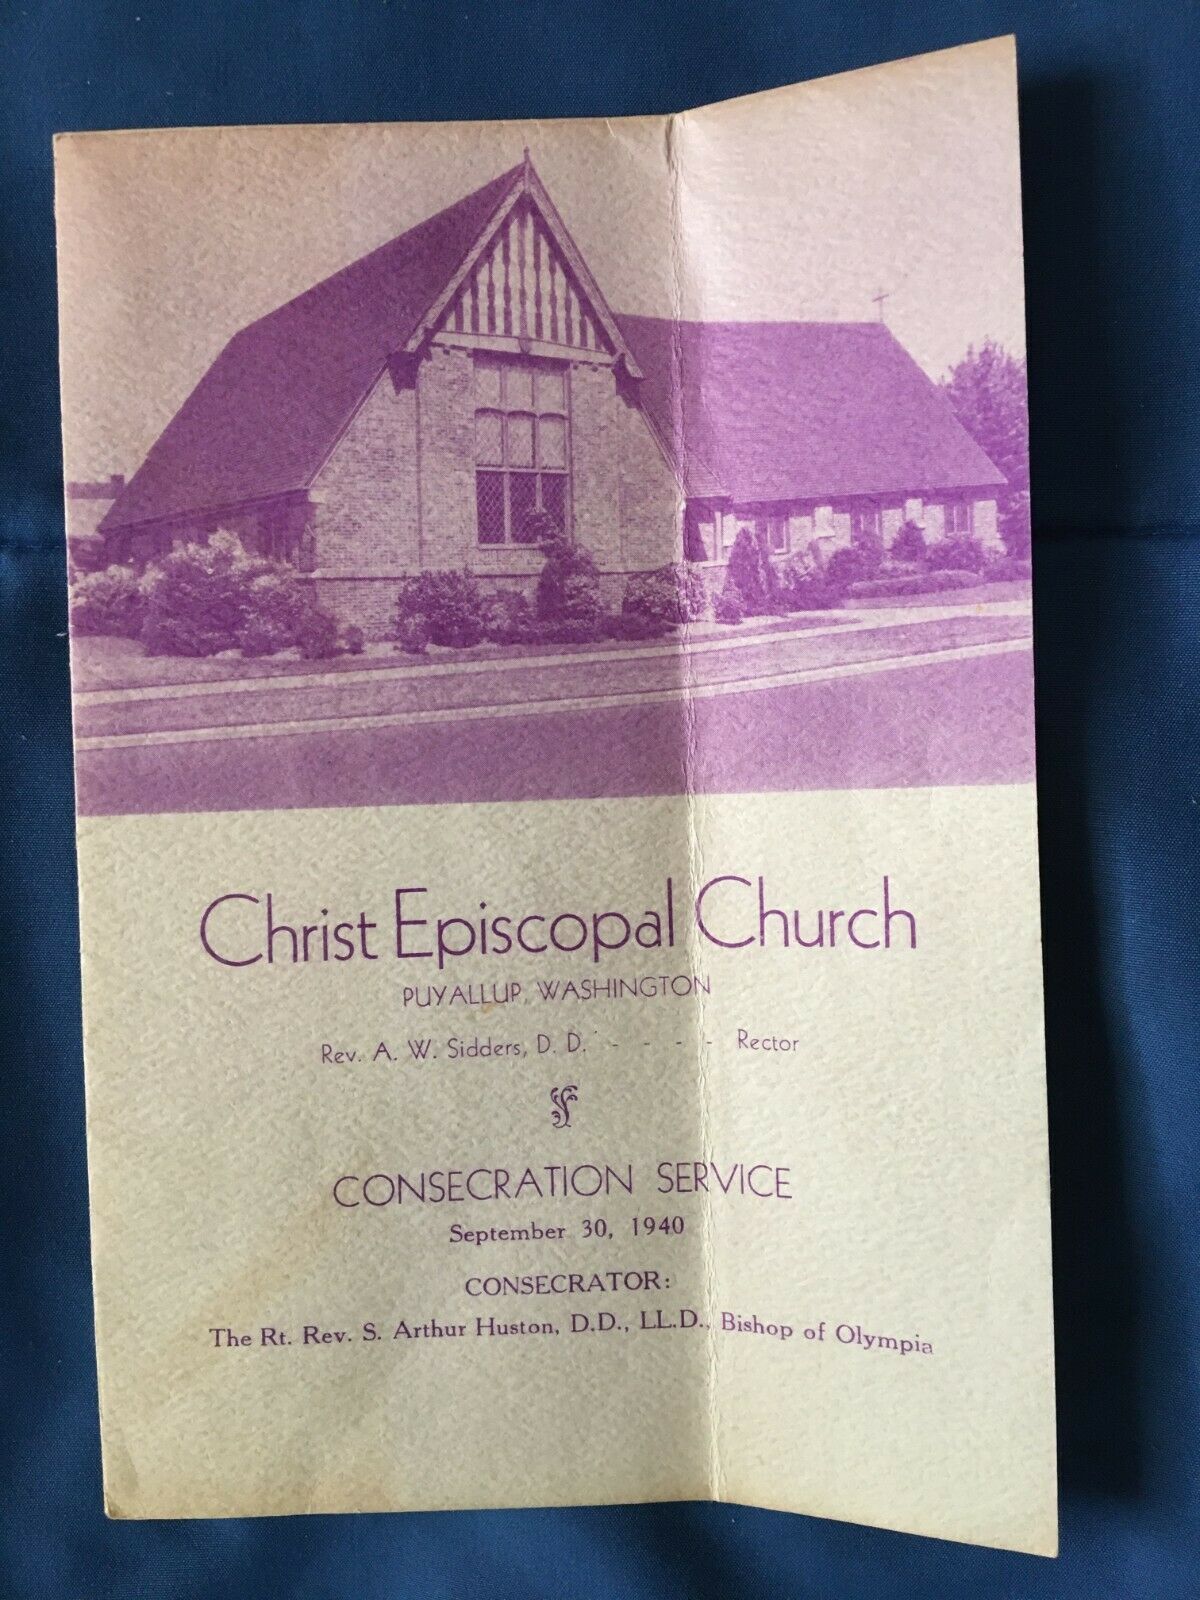 Christ Episcopal Church
PUYALLUP, WASHINGTON
Rev. A. W. Sidders, D. D. - - - - Rector
CONSECRATION SERVICE
September 30, 1940
CONSECRATOR:
The Rt. Rev. S. Arthur Huston, D.D., LL.D., Bishop of Olympia